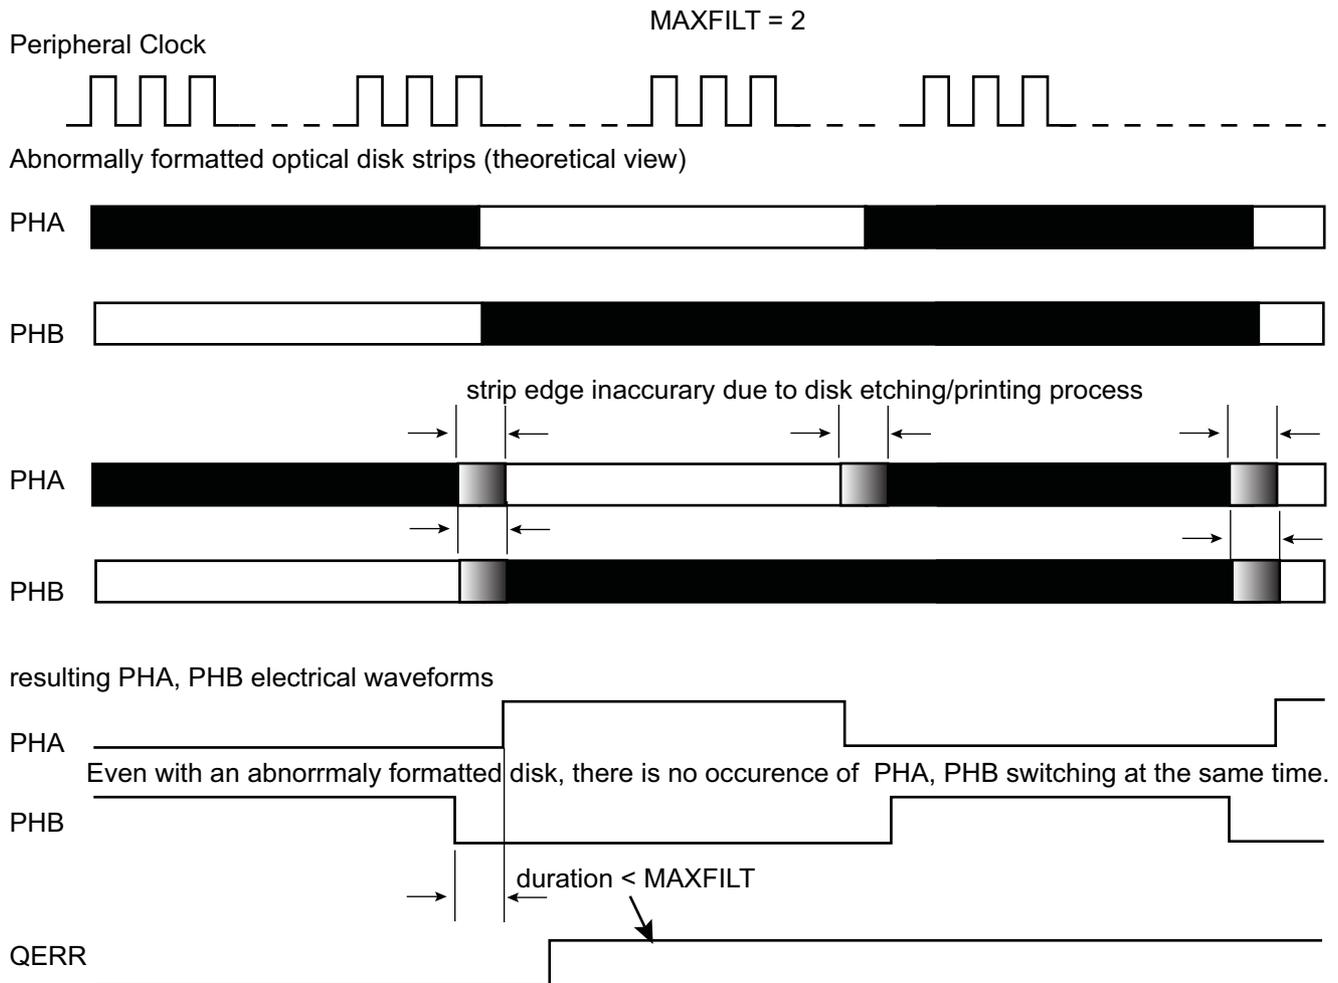 MAXFILT = 2
Peripheral Clock
Abnormally formatted optical disk strips (theoretical view)
PHA
PHB
strip edge inaccurary due to disk etching/printing process
PHA
PHB
resulting PHA, PHB electrical waveforms
PHA
Even with an abnorrmaly formatted disk, there is no occurence of PHA, PHB switching at the same time.
PHB
duration < MAXFILT
QERR